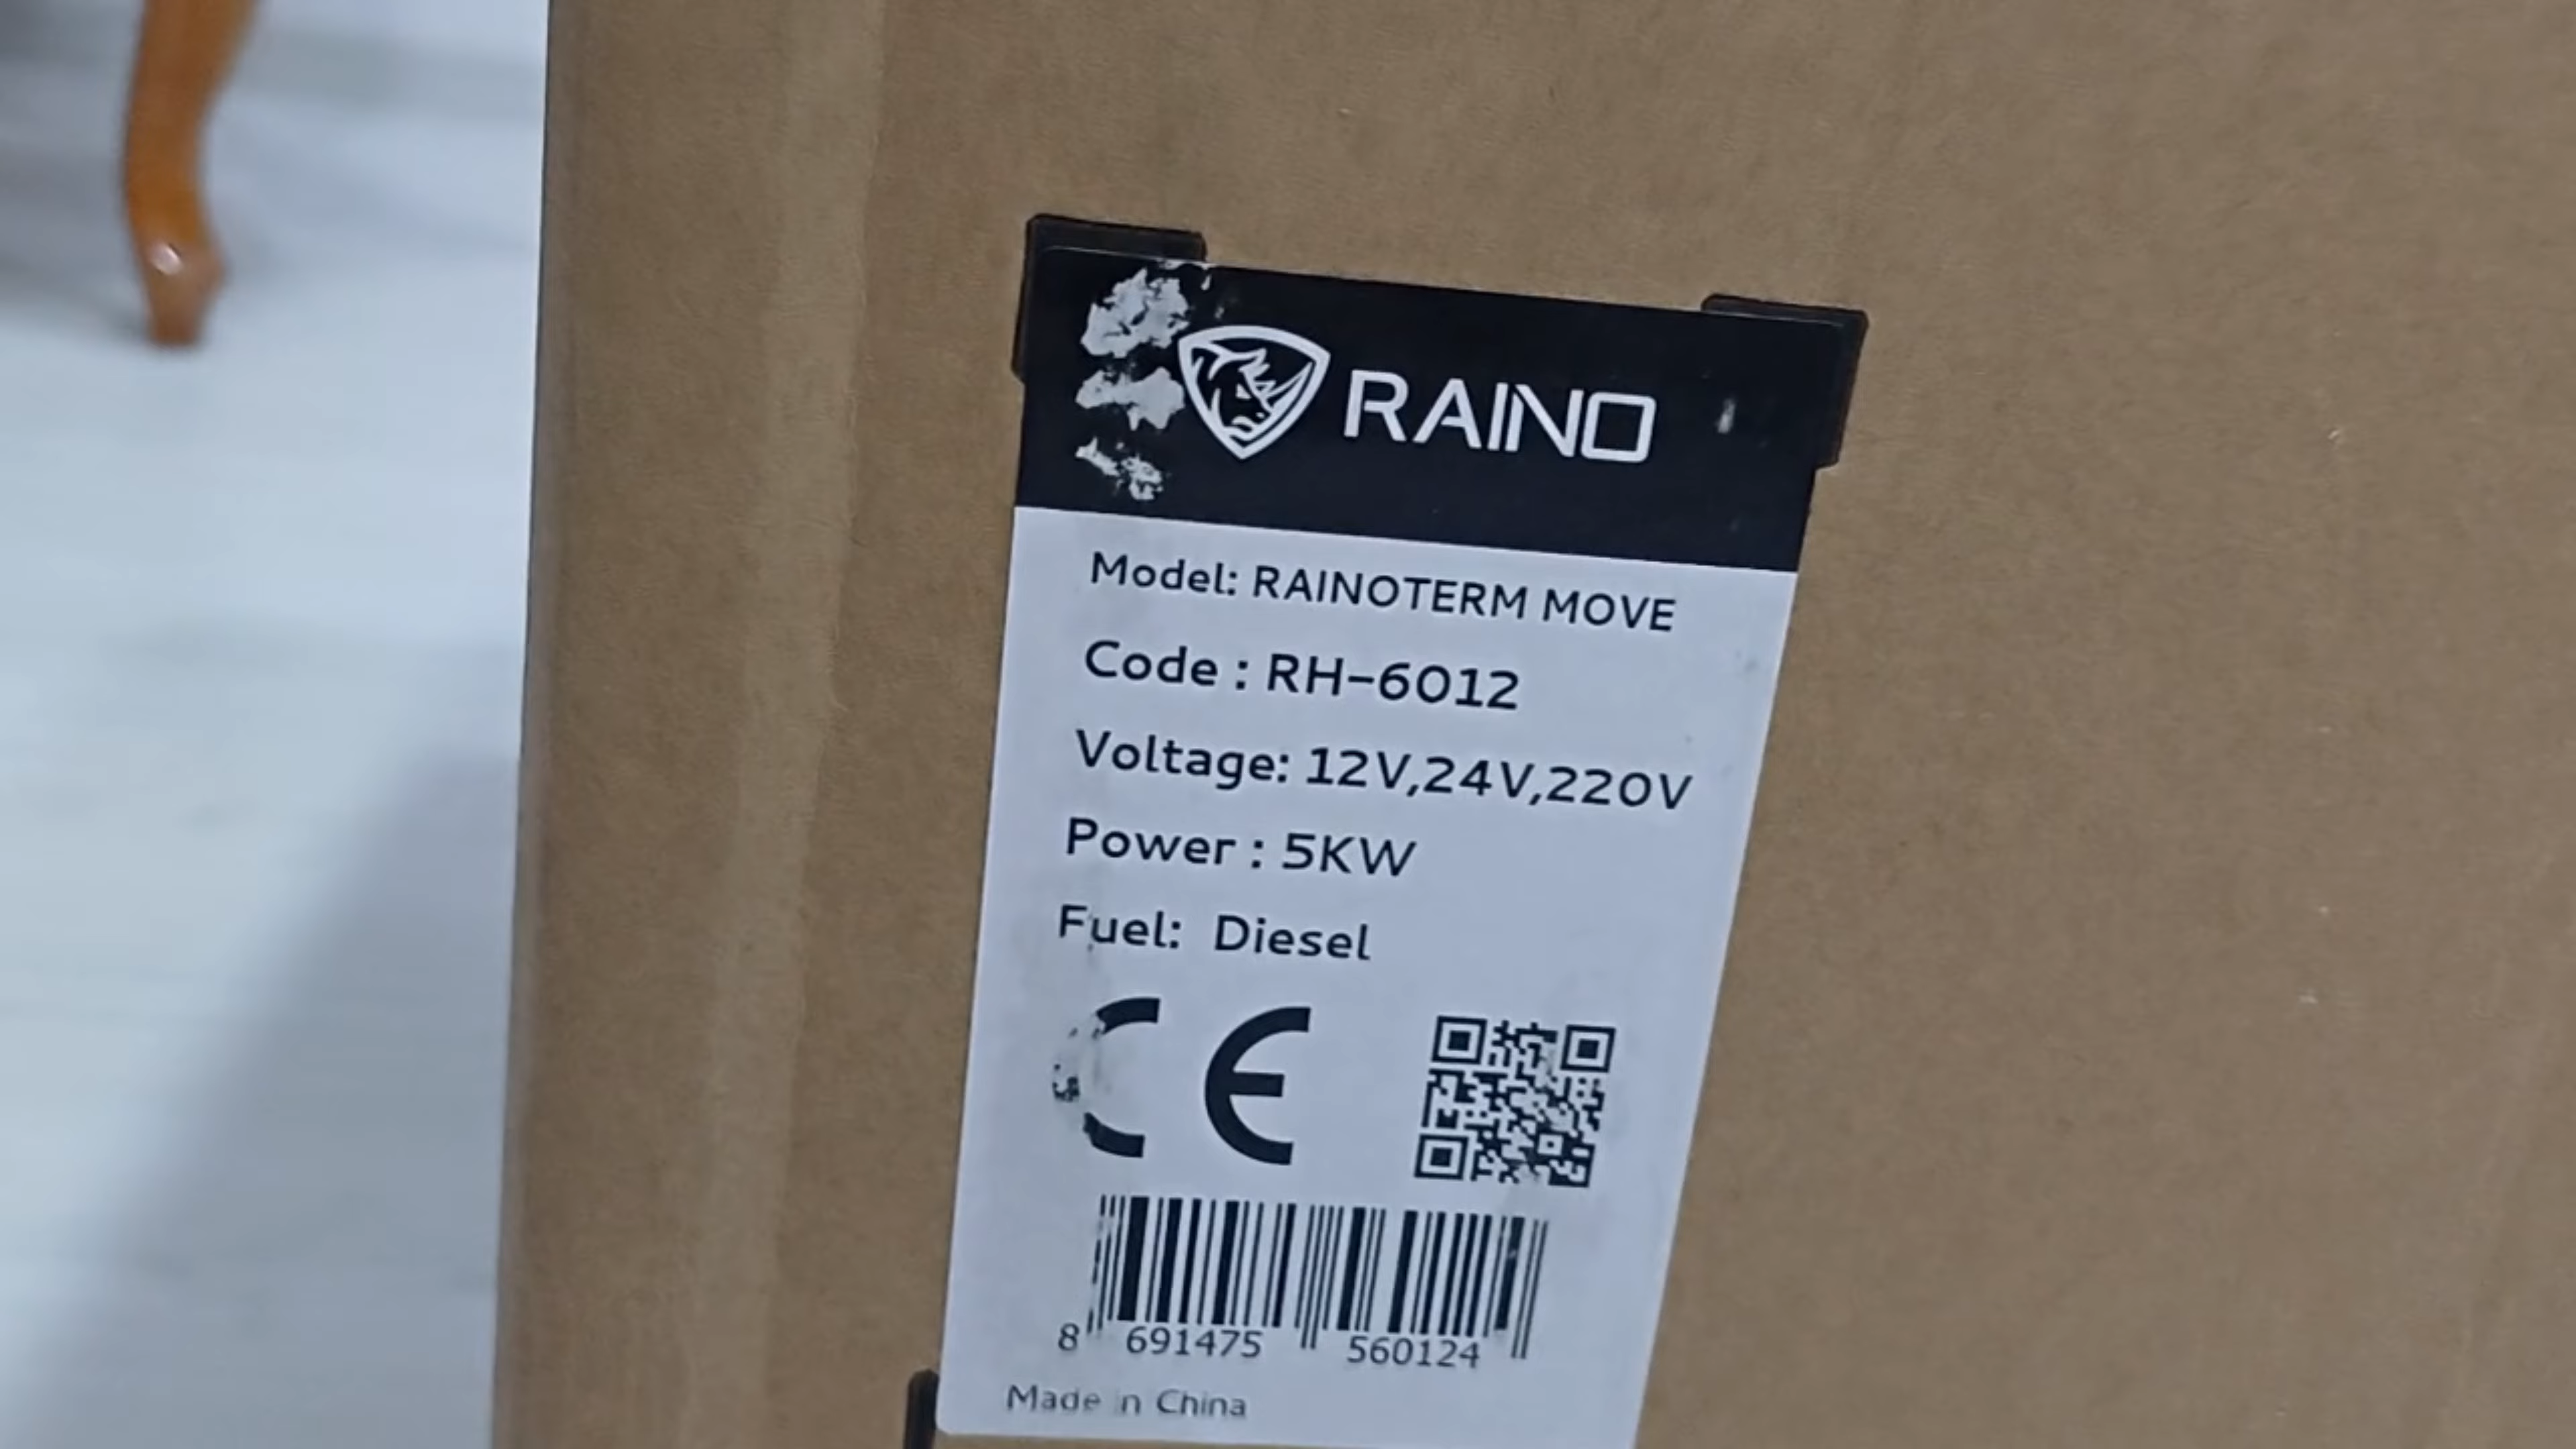 RAINO
Model: RAINOTERM MOVE
Code : RH-6012
Voltage: 12V,24V,220V
Power : 5KW
Fuel: Diesel
CE
8 691475 560124
Made in China